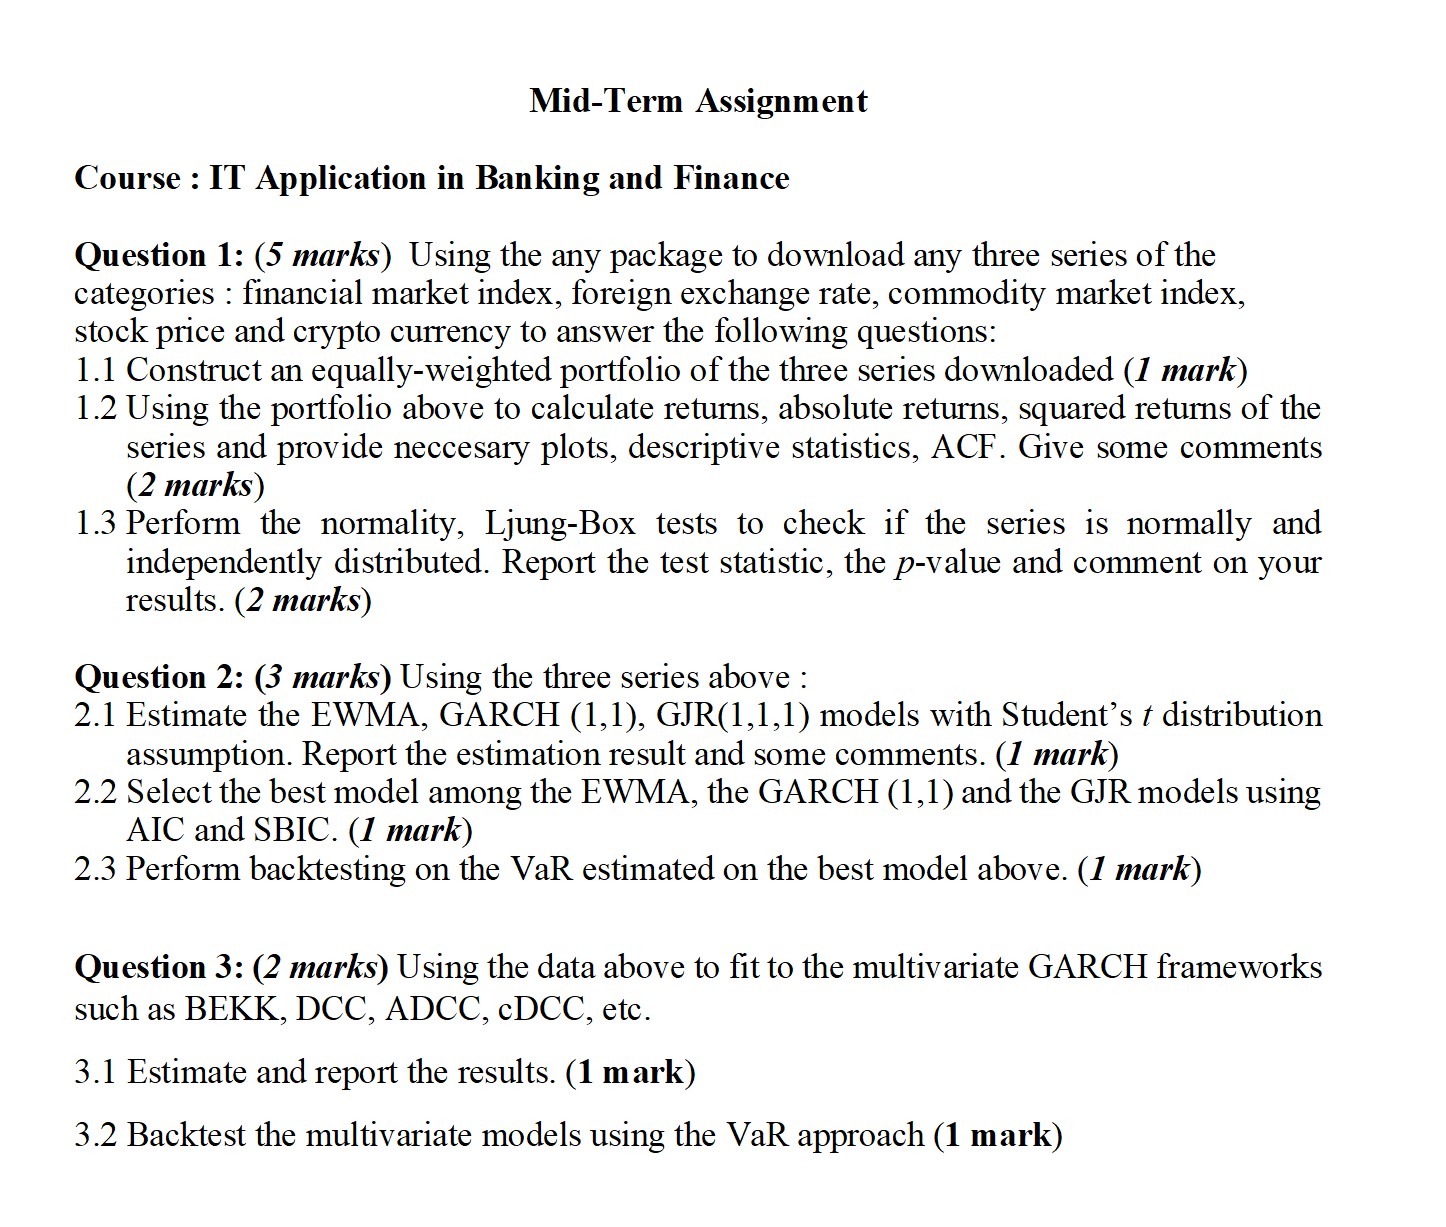 Mid-Term Assignment
Course : IT Application in Banking and Finance
Question 1: (5 marks) Using the any package to download any three series of the
categories : financial market index, foreign exchange rate, commodity market index,
stock price and crypto currency to answer the following questions:
1.1 Construct an equally-weighted portfolio of the three series downloaded (1 mark)
1.2 Using the portfolio above to calculate returns, absolute returns, squared returns of the
series and provide neccesary plots, descriptive statistics, ACF. Give some comments
(2 marks)
1.3 Perform the normality, Ljung-Box tests to check if the series is normally and
independently distributed. Report the test statistic, the p-value and comment on your
results. (2 marks)
Question 2: (3 marks) Using the three series above :
2.1 Estimate the EWMA, GARCH (1,1), GJR(1,1,1) models with Student’s t distribution
assumption. Report the estimation result and some comments. (1 mark)
2.2 Select the best model among the EWMA, the GARCH (1,1) and the GJR models using
AIC and SBIC. (1 mark)
2.3 Perform backtesting on the VaR estimated on the best model above. (1 mark)
Question 3: (2 marks) Using the data above to fit to the multivariate GARCH frameworks
such as BEKK, DCC, ADCC, cDCC, etc.
3.1 Estimate and report the results. (1 mark)
3.2 Backtest the multivariate models using the VaR approach (1 mark)